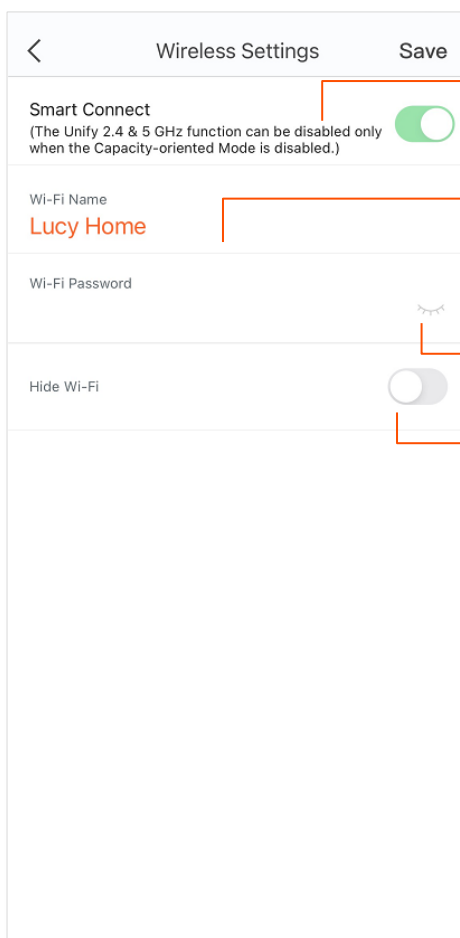 Wireless Settings Save
Smart Connect
(The Unify 2.4 & 5 GHz function can be disabled only
when the Capacity-oriented Mode is disabled.)
Wi-Fi Name
Lucy Home
Wi-Fi Password
Hide Wi-Fi